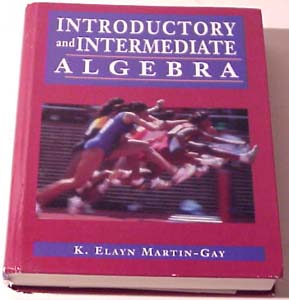 INTRODUCTORY
and INTERMEDIATE
ALGEBRA
K. ELAYN MARTIN-GAY